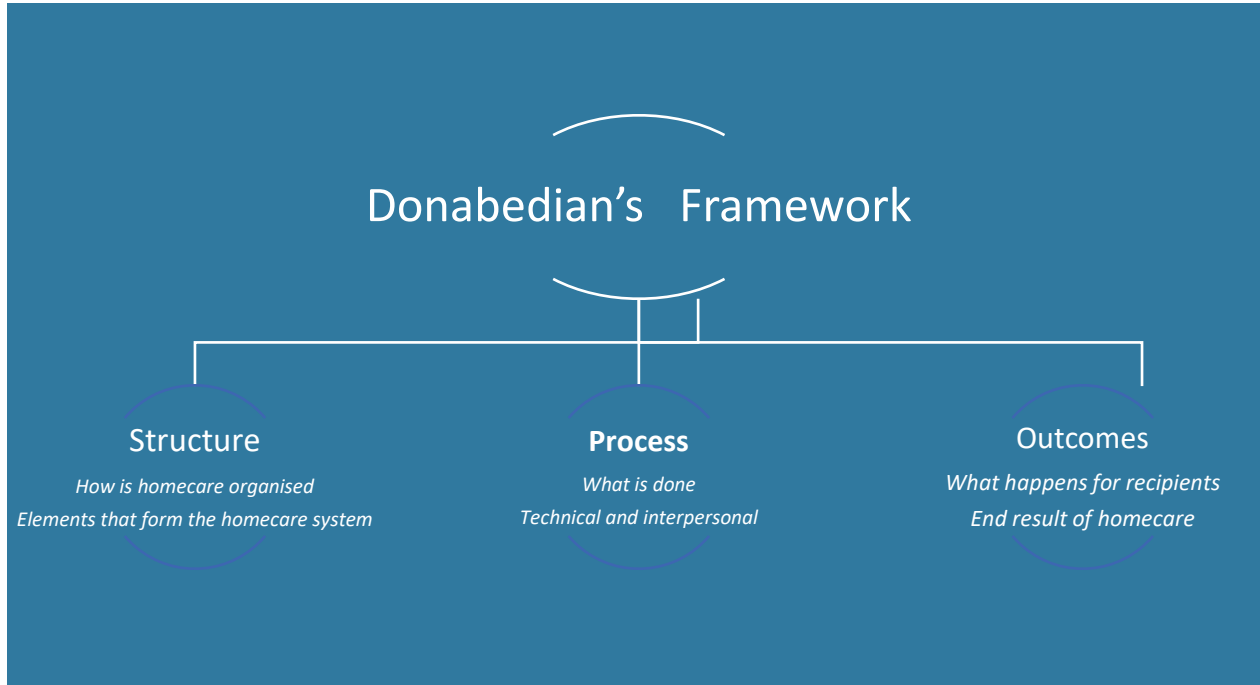 Donabedian’s Framework
Structure
How is homecare organised
Elements that form the homecare system
Process
What is done
Technical and interpersonal
Outcomes
What happens for recipients
End result of homecare